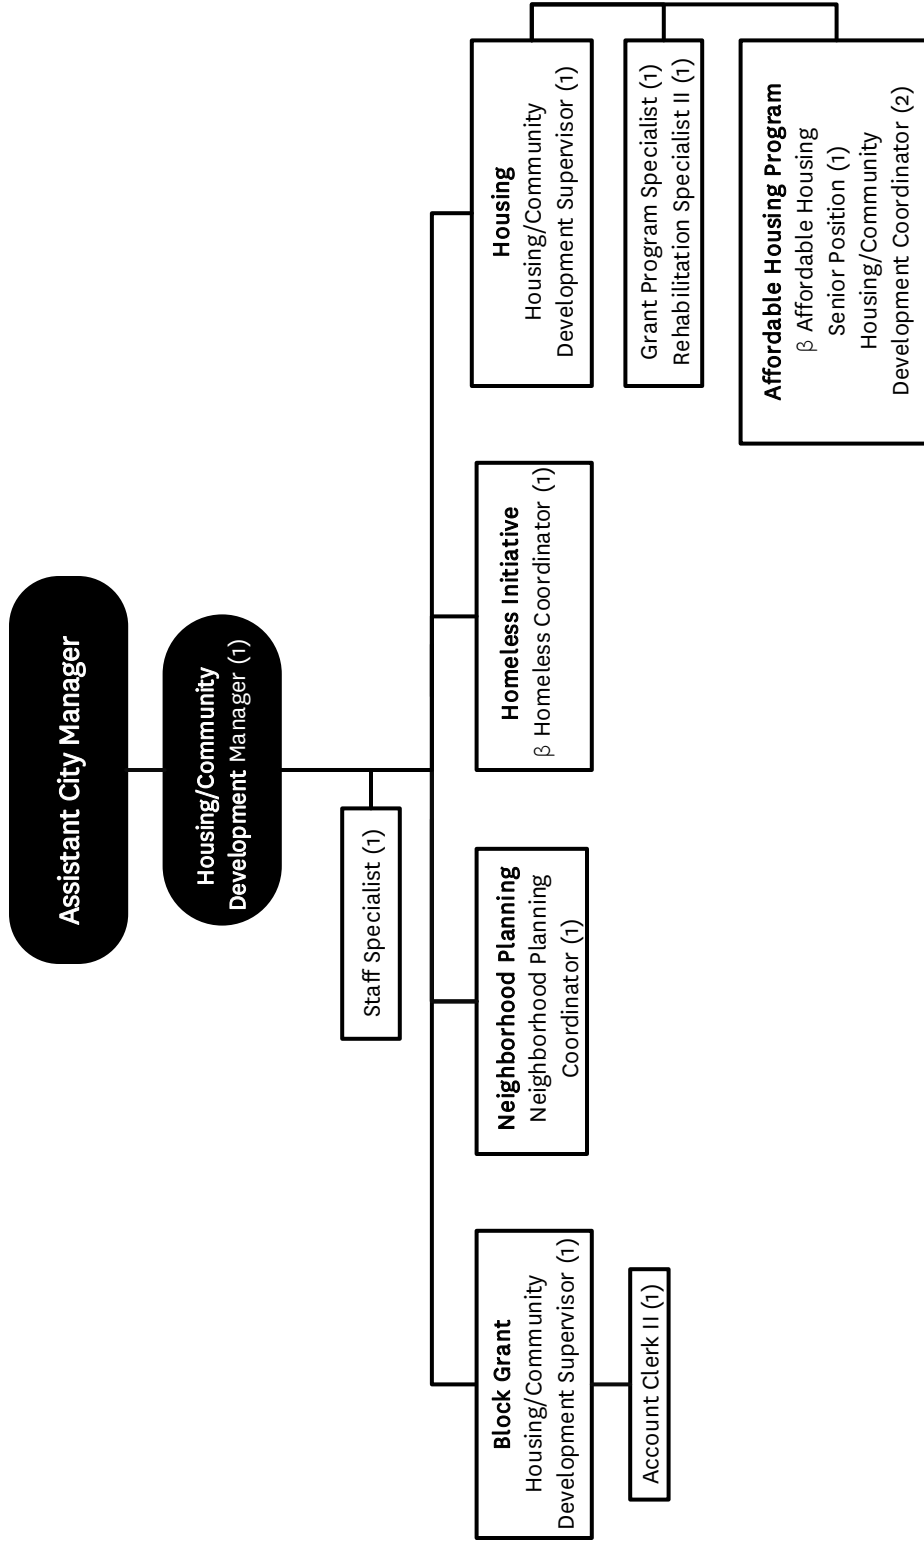 Assistant City Manager
Housing/Community
Development Manager (1)
Staff Specialist (1)
Block Grant
Housing/Community
Development Supervisor (1)
Account Clerk II (1)
Neighborhood Planning
Neighborhood Planning
Coordinator (1)
Homeless Initiative
β Homeless Coordinator (1)
Housing
Housing/Community
Development Supervisor (1)
Grant Program Specialist (1)
Rehabilitation Specialist II (1)
Affordable Housing Program
β Affordable Housing
Senior Position (1)
Housing/Community
Development Coordinator (2)